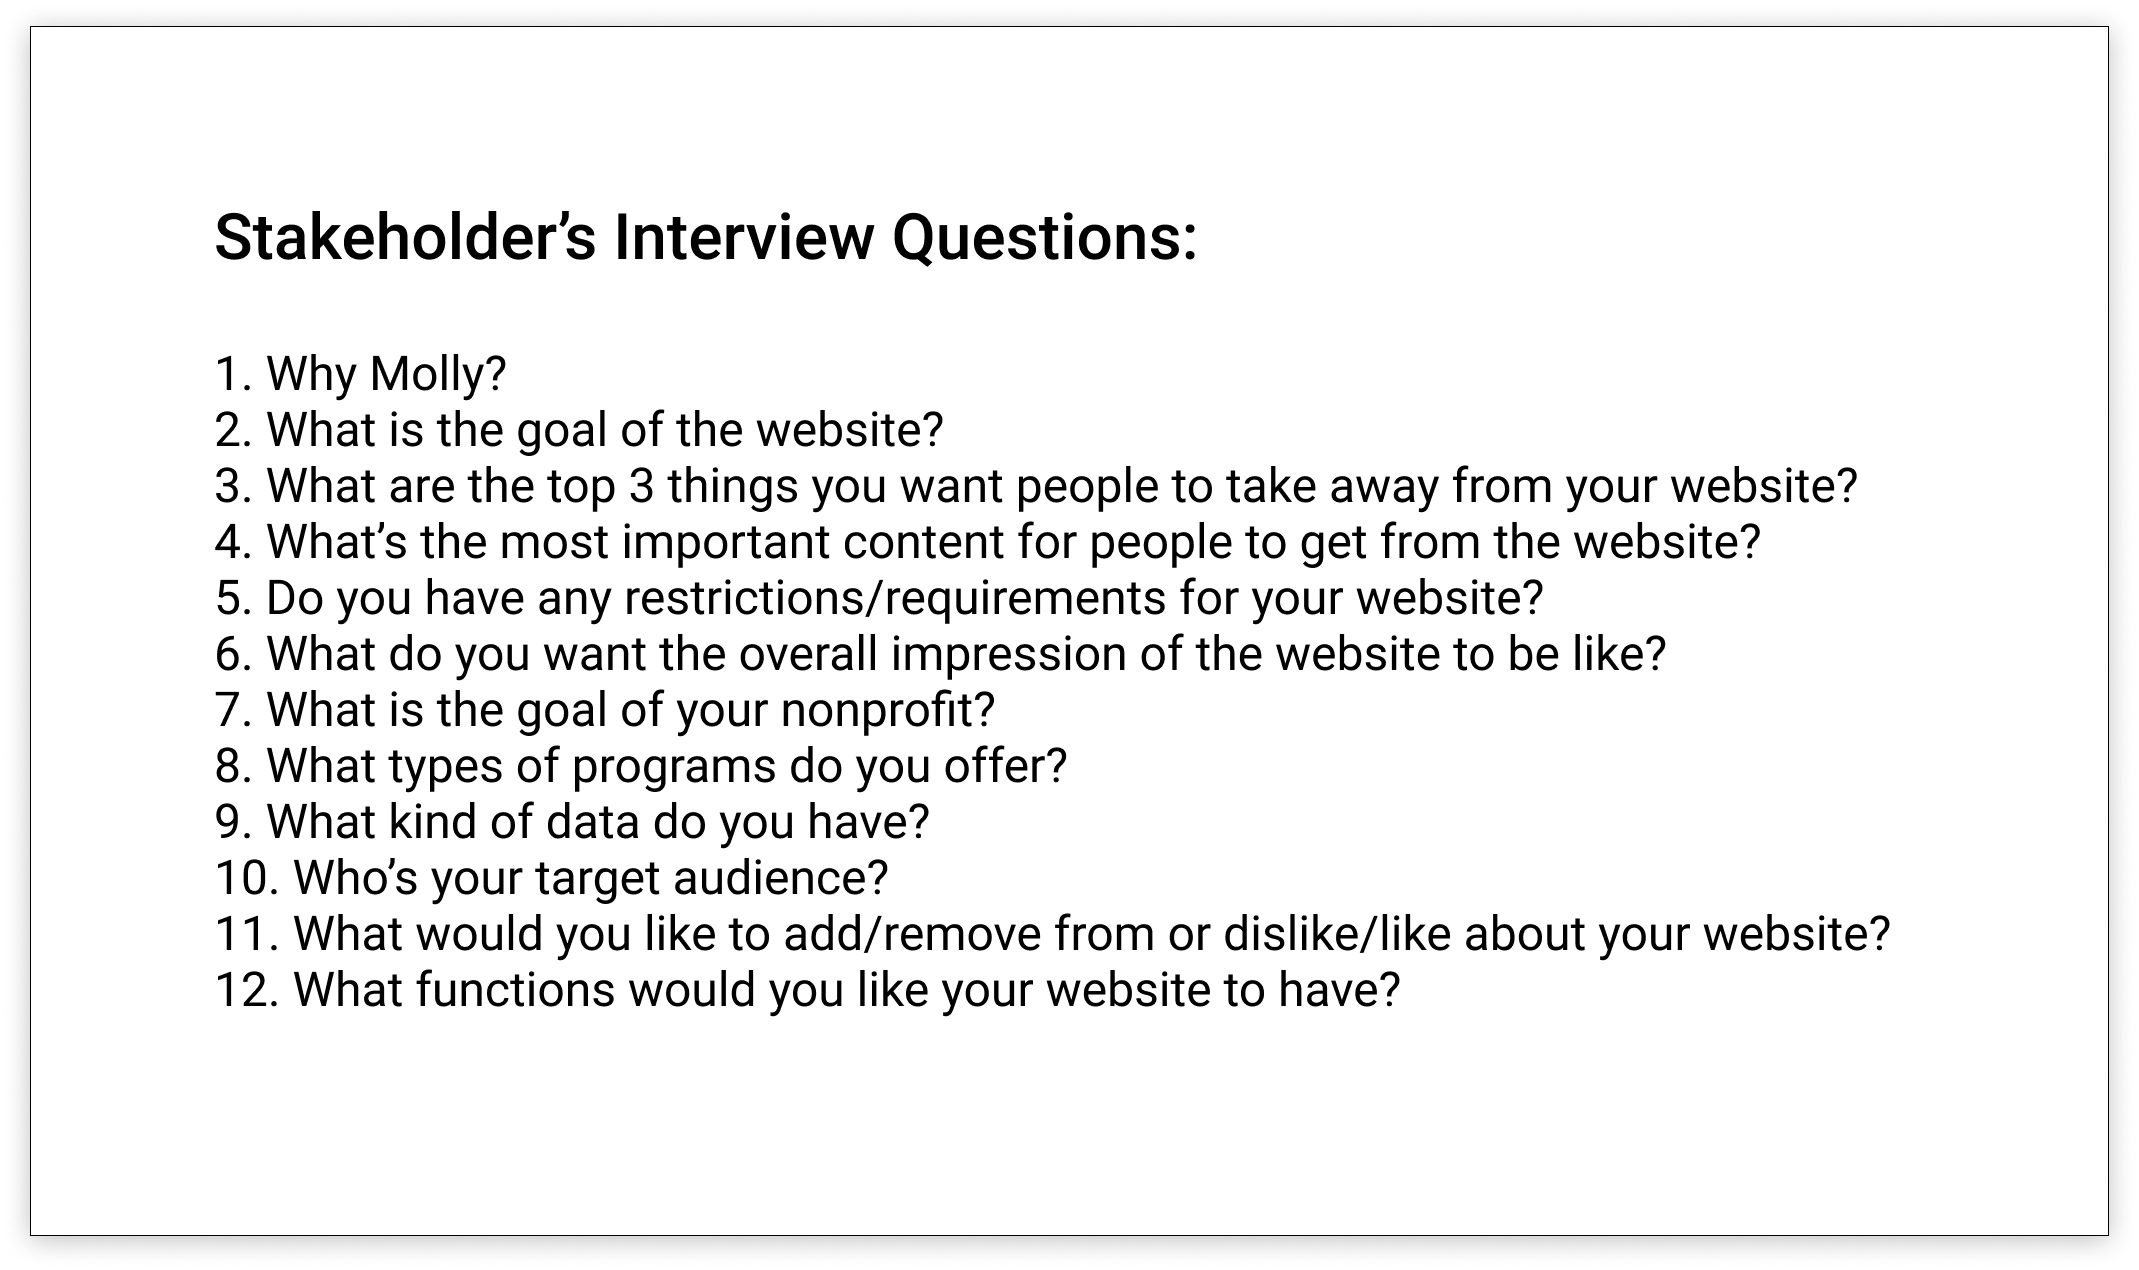 Stakeholder’s Interview Questions:
1. Why Molly?
2. What is the goal of the website?
3. What are the top 3 things you want people to take away from your website?
4. What’s the most important content for people to get from the website?
5. Do you have any restrictions/requirements for your website?
6. What do you want the overall impression of the website to be like?
7. What is the goal of your nonprofit?
8. What types of programs do you offer?
9. What kind of data do you have?
10. Who’s your target audience?
11. What would you like to add/remove from or dislike/like about your website?
12. What functions would you like your website to have?